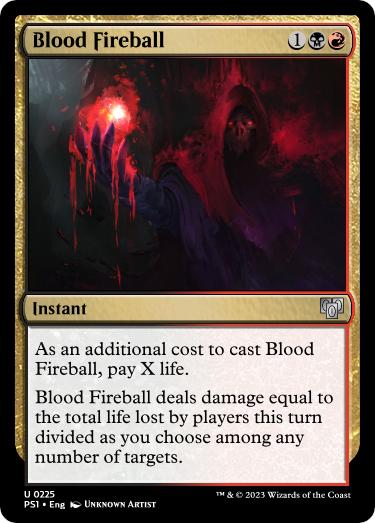 Blood Fireball 1
Instant
As an additional cost to cast Blood
Fireball, pay X life.
Blood Fireball deals damage equal to
the total life lost by players this turn
divided as you choose among any
number of targets.
U 0225
PS1 • Eng Unknown Artist
™ & © 2023 Wizards of the Coast